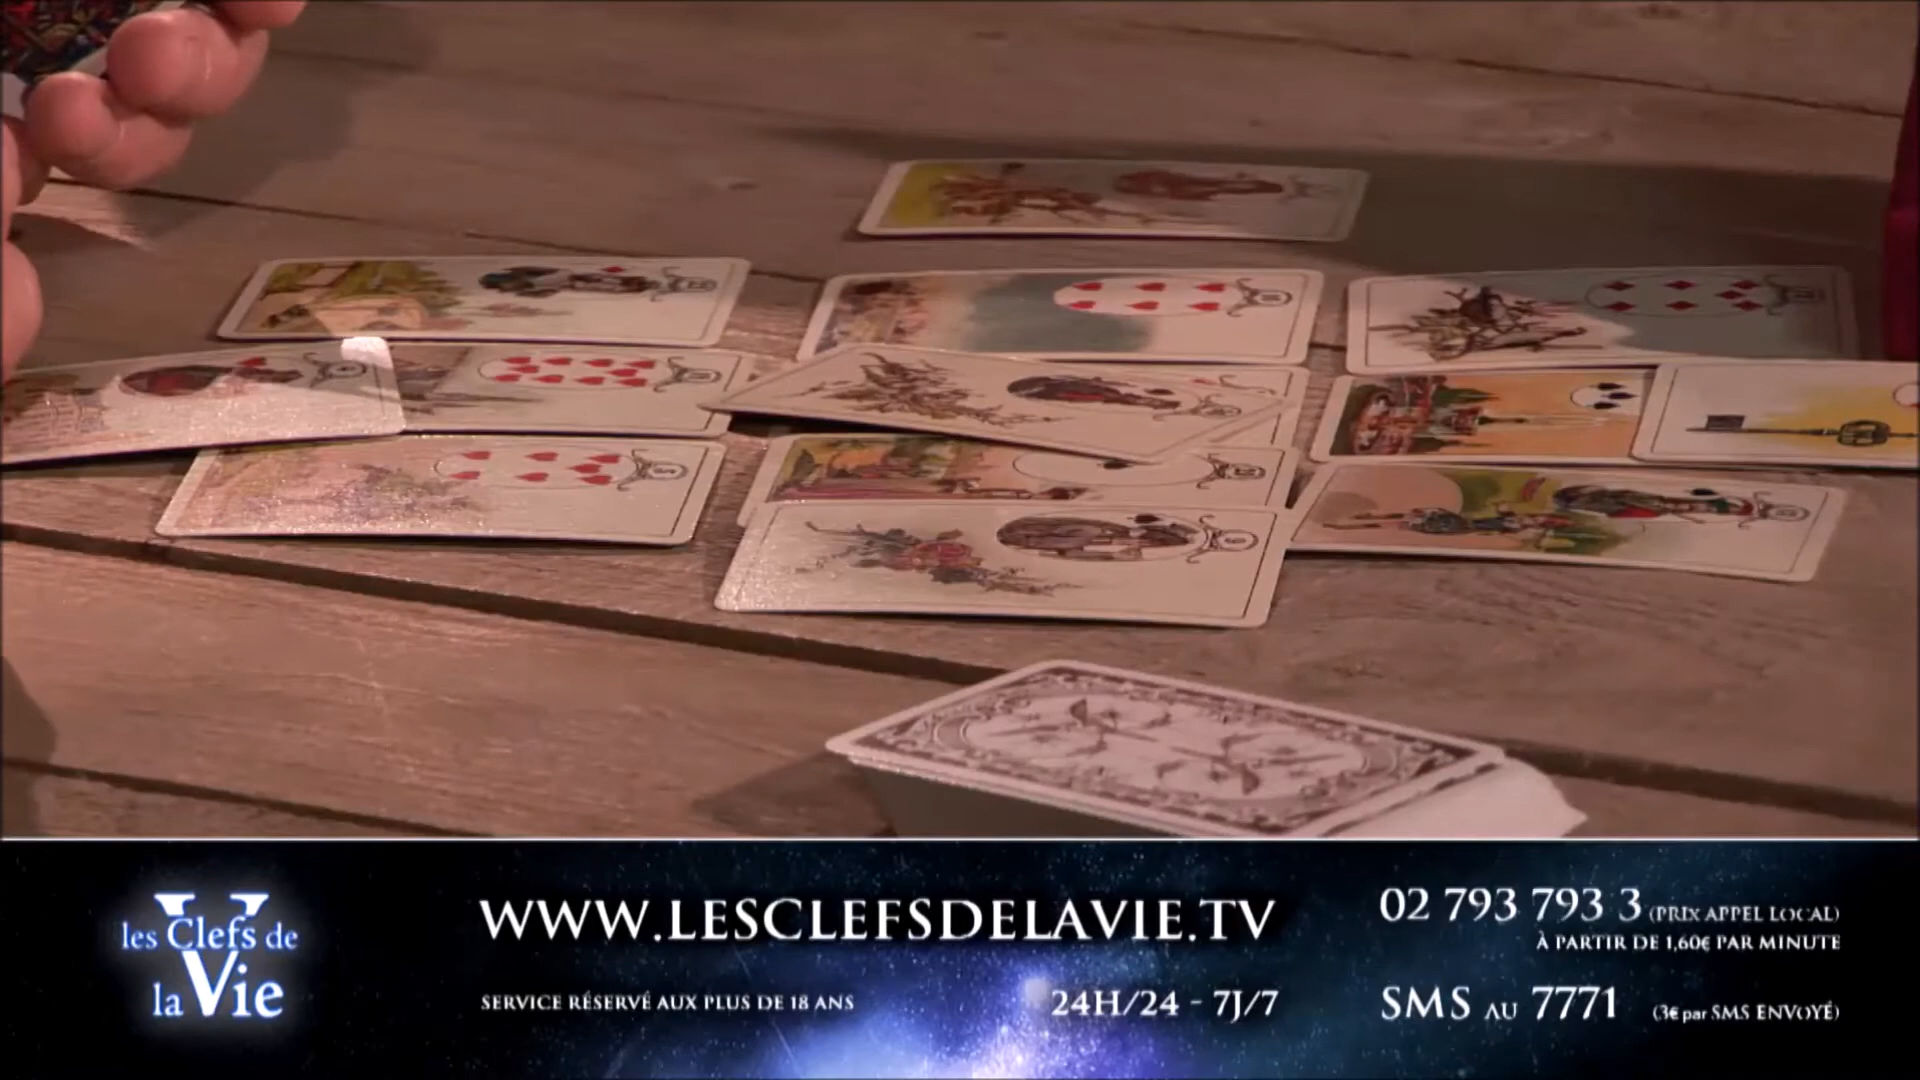 les Clefs de
la Vie
WWW.LESCLEFSDELAVIE.TV
SERVICE RÉSERVÉ AUX PLUS DE 18 ANS
24H/24 - 7J/7
02 793 793 3 (PRIX APPEL LOCAL)
À PARTIR DE 1,60€ PAR MINUTE
SMS AU 7771 (3€ par SMS ENVOYÉ)